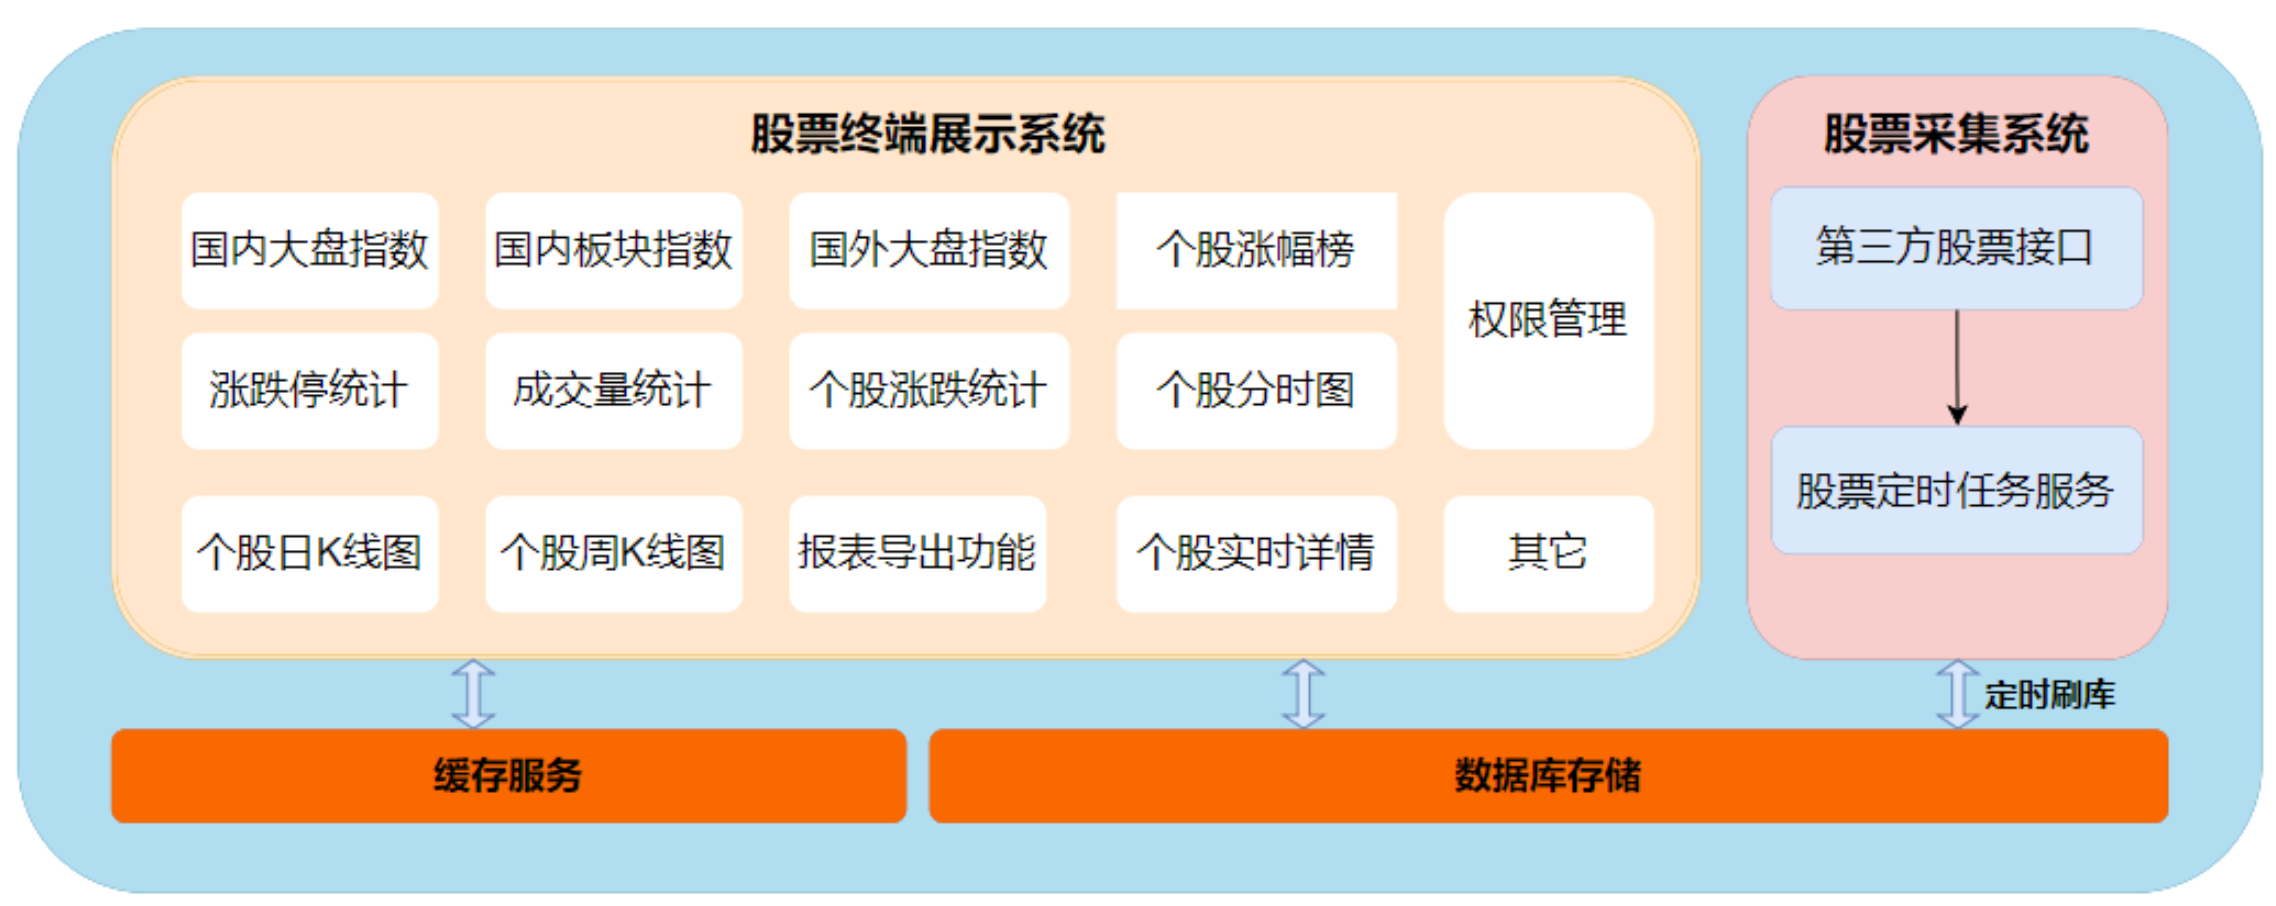 股票终端展示系统
国内大盘指数
国内板块指数
国外大盘指数
个股涨幅榜
权限管理
涨跌停统计
成交量统计
个股涨跌统计
个股分时图
个股日K线图
个股周K线图
报表导出功能
个股实时详情
其它
股票采集系统
第三方股票接口
股票定时任务服务
定时刷库
缓存服务
数据库存储